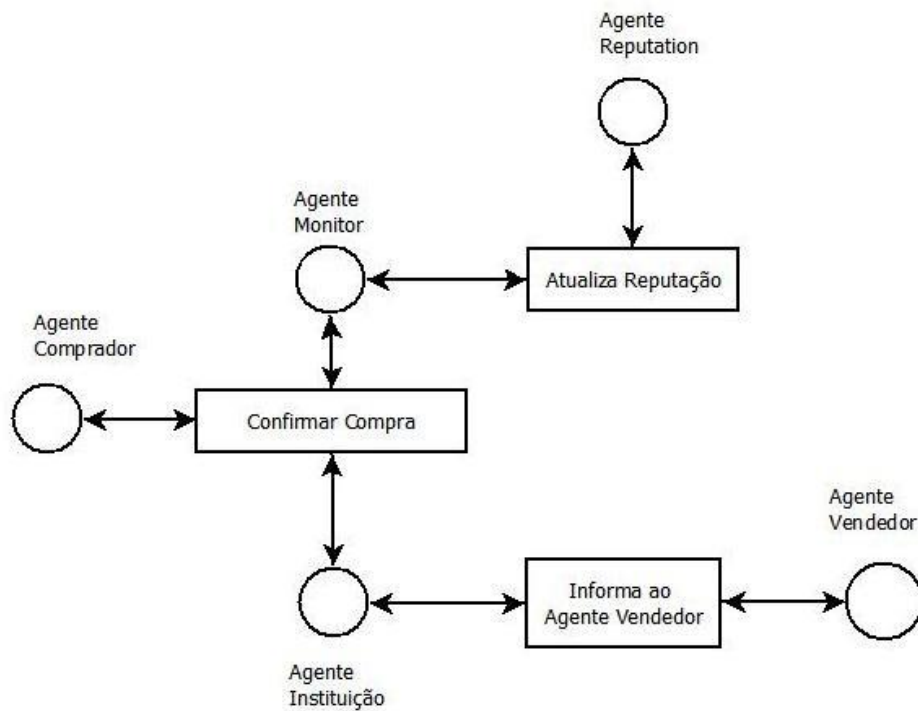 Agente
Reputation
Agente
Monitor
Atualiza Reputação
Agente
Comprador
Confirmar Compra
Agente
Vendedor
Informa ao
Agente Vendedor
Agente
Instituição